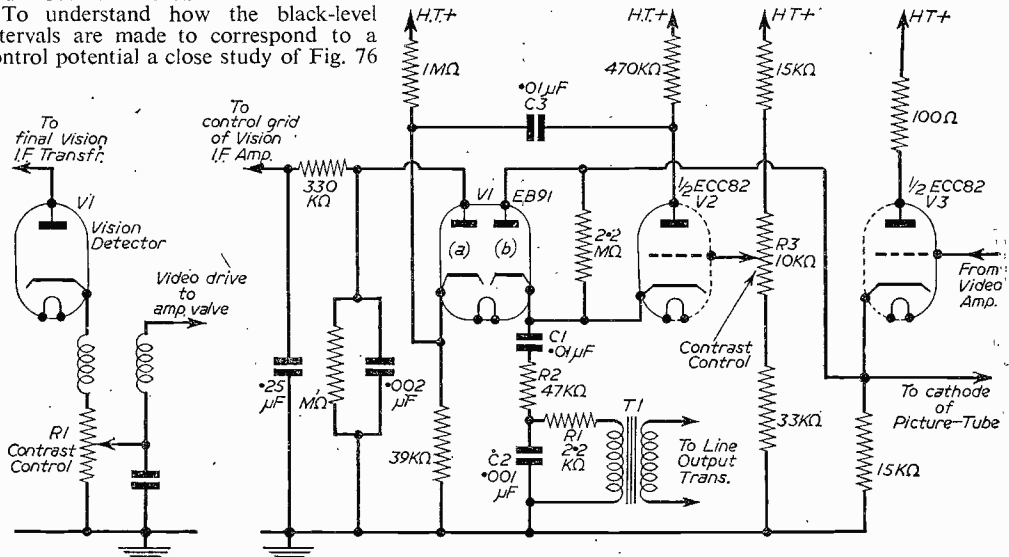 To understand how the black-level
tervals are made to correspond to a
ontrol potential a close study of Fig. 76
To
final Vision
I.F Transfr.
V1
Vision
Detector
Video drive
to
amp valve
R1
Contrast
Control
To
control grid
of Vision
I.F Amp.
330
KΩ
·25
μF
MΩ
·002
μF
H.T.+
1MΩ
·01μF
C3
V1
EB91
(a)
(b)
39KΩ
2·2
MΩ
C1
·01μF
R2
47KΩ
C2
·001
μF
R1
2·2
KΩ
T1
To Line
Output
Trans.
H.T.+
470KΩ
1/2 ECC82
V2
HT+
15KΩ
R3
10KΩ
Contrast
Control
33KΩ
HT+
100Ω
1/2 ECC82
V3
From
Video
Amp.
To cathode
of
Picture-Tube
15KΩ